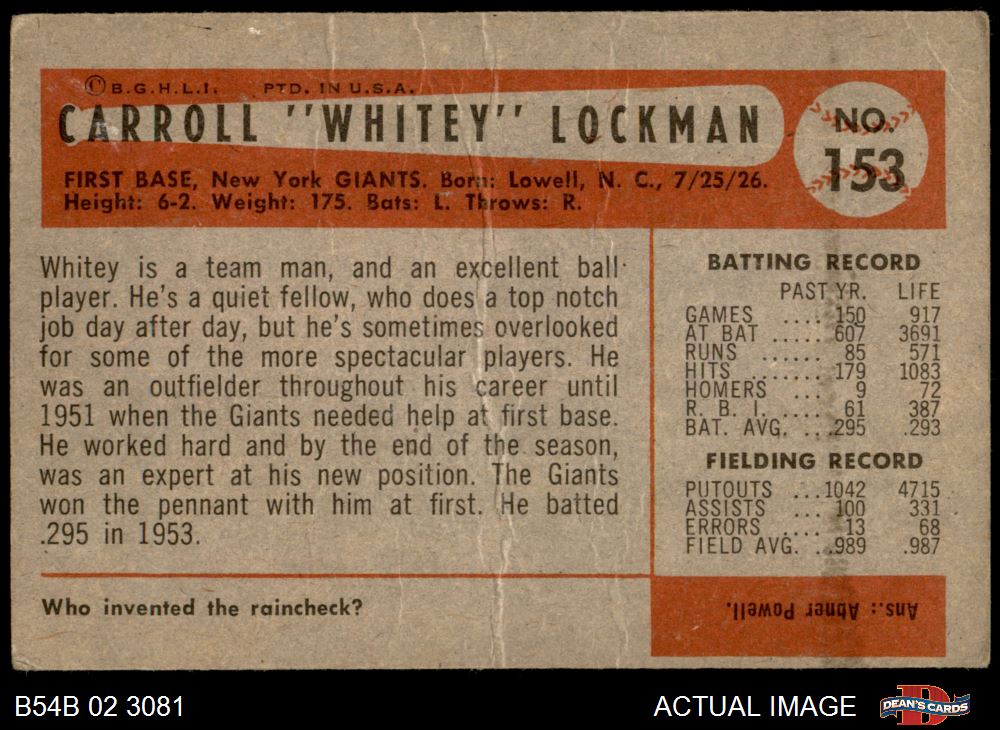 © B.G.H.L.I. PTD. IN U.S.A.
CARROLL "WHITEY" LOCKMAN
NO.
153
FIRST BASE, New York GIANTS. Born: Lowell, N. C., 7/25/26.
Height: 6-2. Weight: 175. Bats: L. Throws: R.
Whitey is a team man, and an excellent ball
player. He's a quiet fellow, who does a top notch
job day after day, but he's sometimes overlooked
for some of the more spectacular players. He
was an outfielder throughout his career until
1951 when the Giants needed help at first base.
He worked hard and by the end of the season,
was an expert at his new position. The Giants
won the pennant with him at first. He batted
.295 in 1953.
BATTING RECORD
PAST YR. LIFE
GAMES .... 150 917
AT BAT ..... 607 3691
RUNS ...... 85 571
HITS ....... 179 1083
HOMERS ... 9 72
R. B. I. .... 61 387
BAT. AVG. ...295 .293
FIELDING RECORD
PUTOUTS ...1042 4715
ASSISTS ... 100 331
ERRORS .... 13 68
FIELD AVG. ...989 .987
Who invented the raincheck?
Ans.: Abner Powell.
B54B 02 3081
ACTUAL IMAGE
D
DEAN'S CARDS